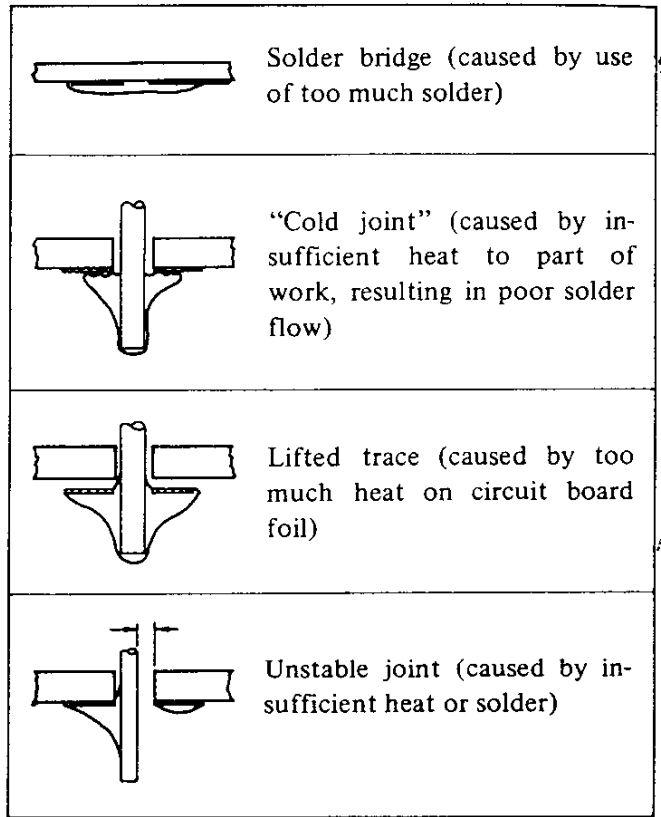 Solder bridge (caused by use
of too much solder)
“Cold joint” (caused by in-
sufficient heat to part of
work, resulting in poor solder
flow)
Lifted trace (caused by too
much heat on circuit board
foil)
Unstable joint (caused by in-
sufficient heat or solder)